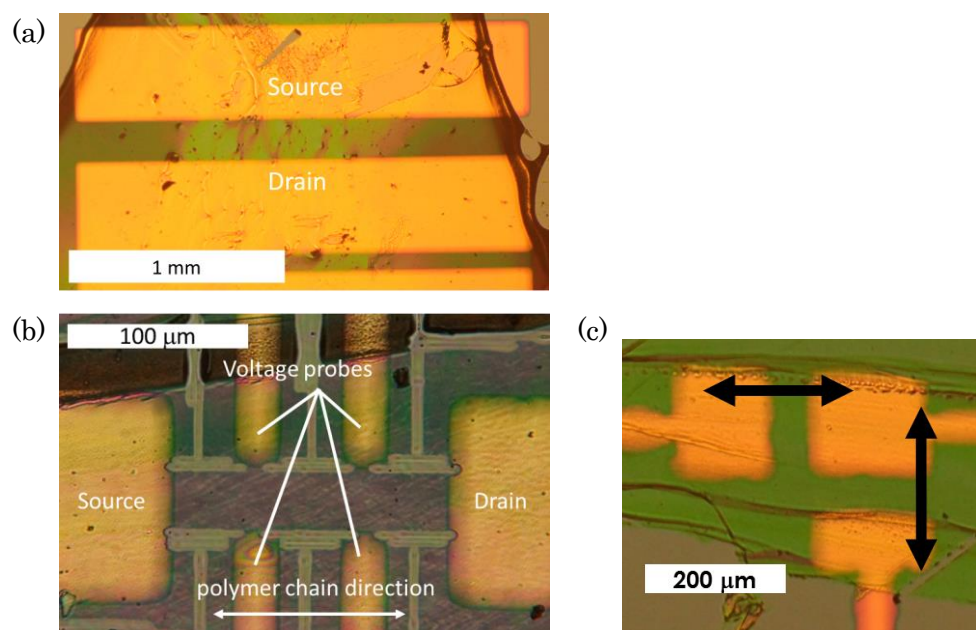 (a)
Source
Drain
1 mm
(b)
100 μm
Voltage probes
Source
Drain
polymer chain direction
(c)
200 μm